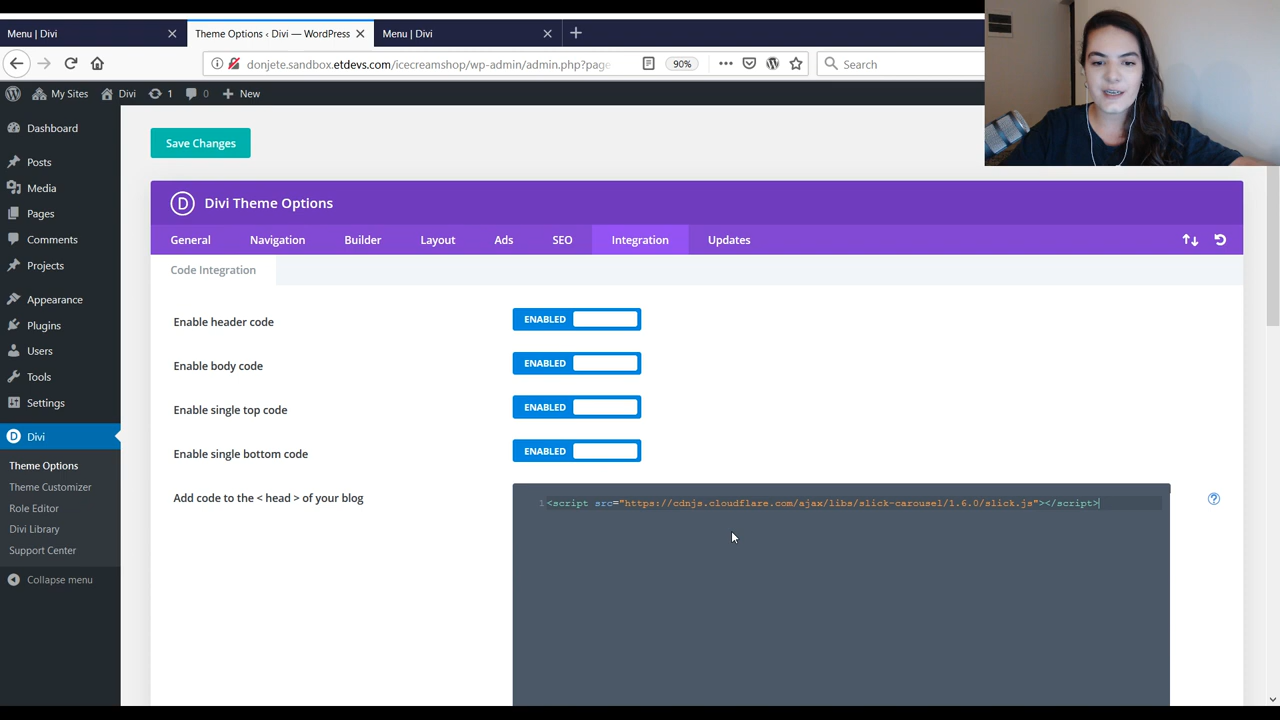 Menu | Divi
Theme Options ‹ Divi — WordPress
Menu | Divi
donjete.sandbox.etdevs.com/icecreamshop/wp-admin/admin.php?page
90%
Search
My Sites
Divi
1
0
New
Dashboard
Posts
Media
Pages
Comments
Projects
Appearance
Plugins
Users
Tools
Settings
Divi
Theme Options
Theme Customizer
Role Editor
Divi Library
Support Center
Collapse menu
Save Changes
D Divi Theme Options
General Navigation Builder Layout Ads SEO Integration Updates
Code Integration
Enable header code ENABLED
Enable body code ENABLED
Enable single top code ENABLED
Enable single bottom code ENABLED
Add code to the < head > of your blog
1 <script src="https://cdnjs.cloudflare.com/ajax/libs/slick-carousel/1.6.0/slick.js"></script>